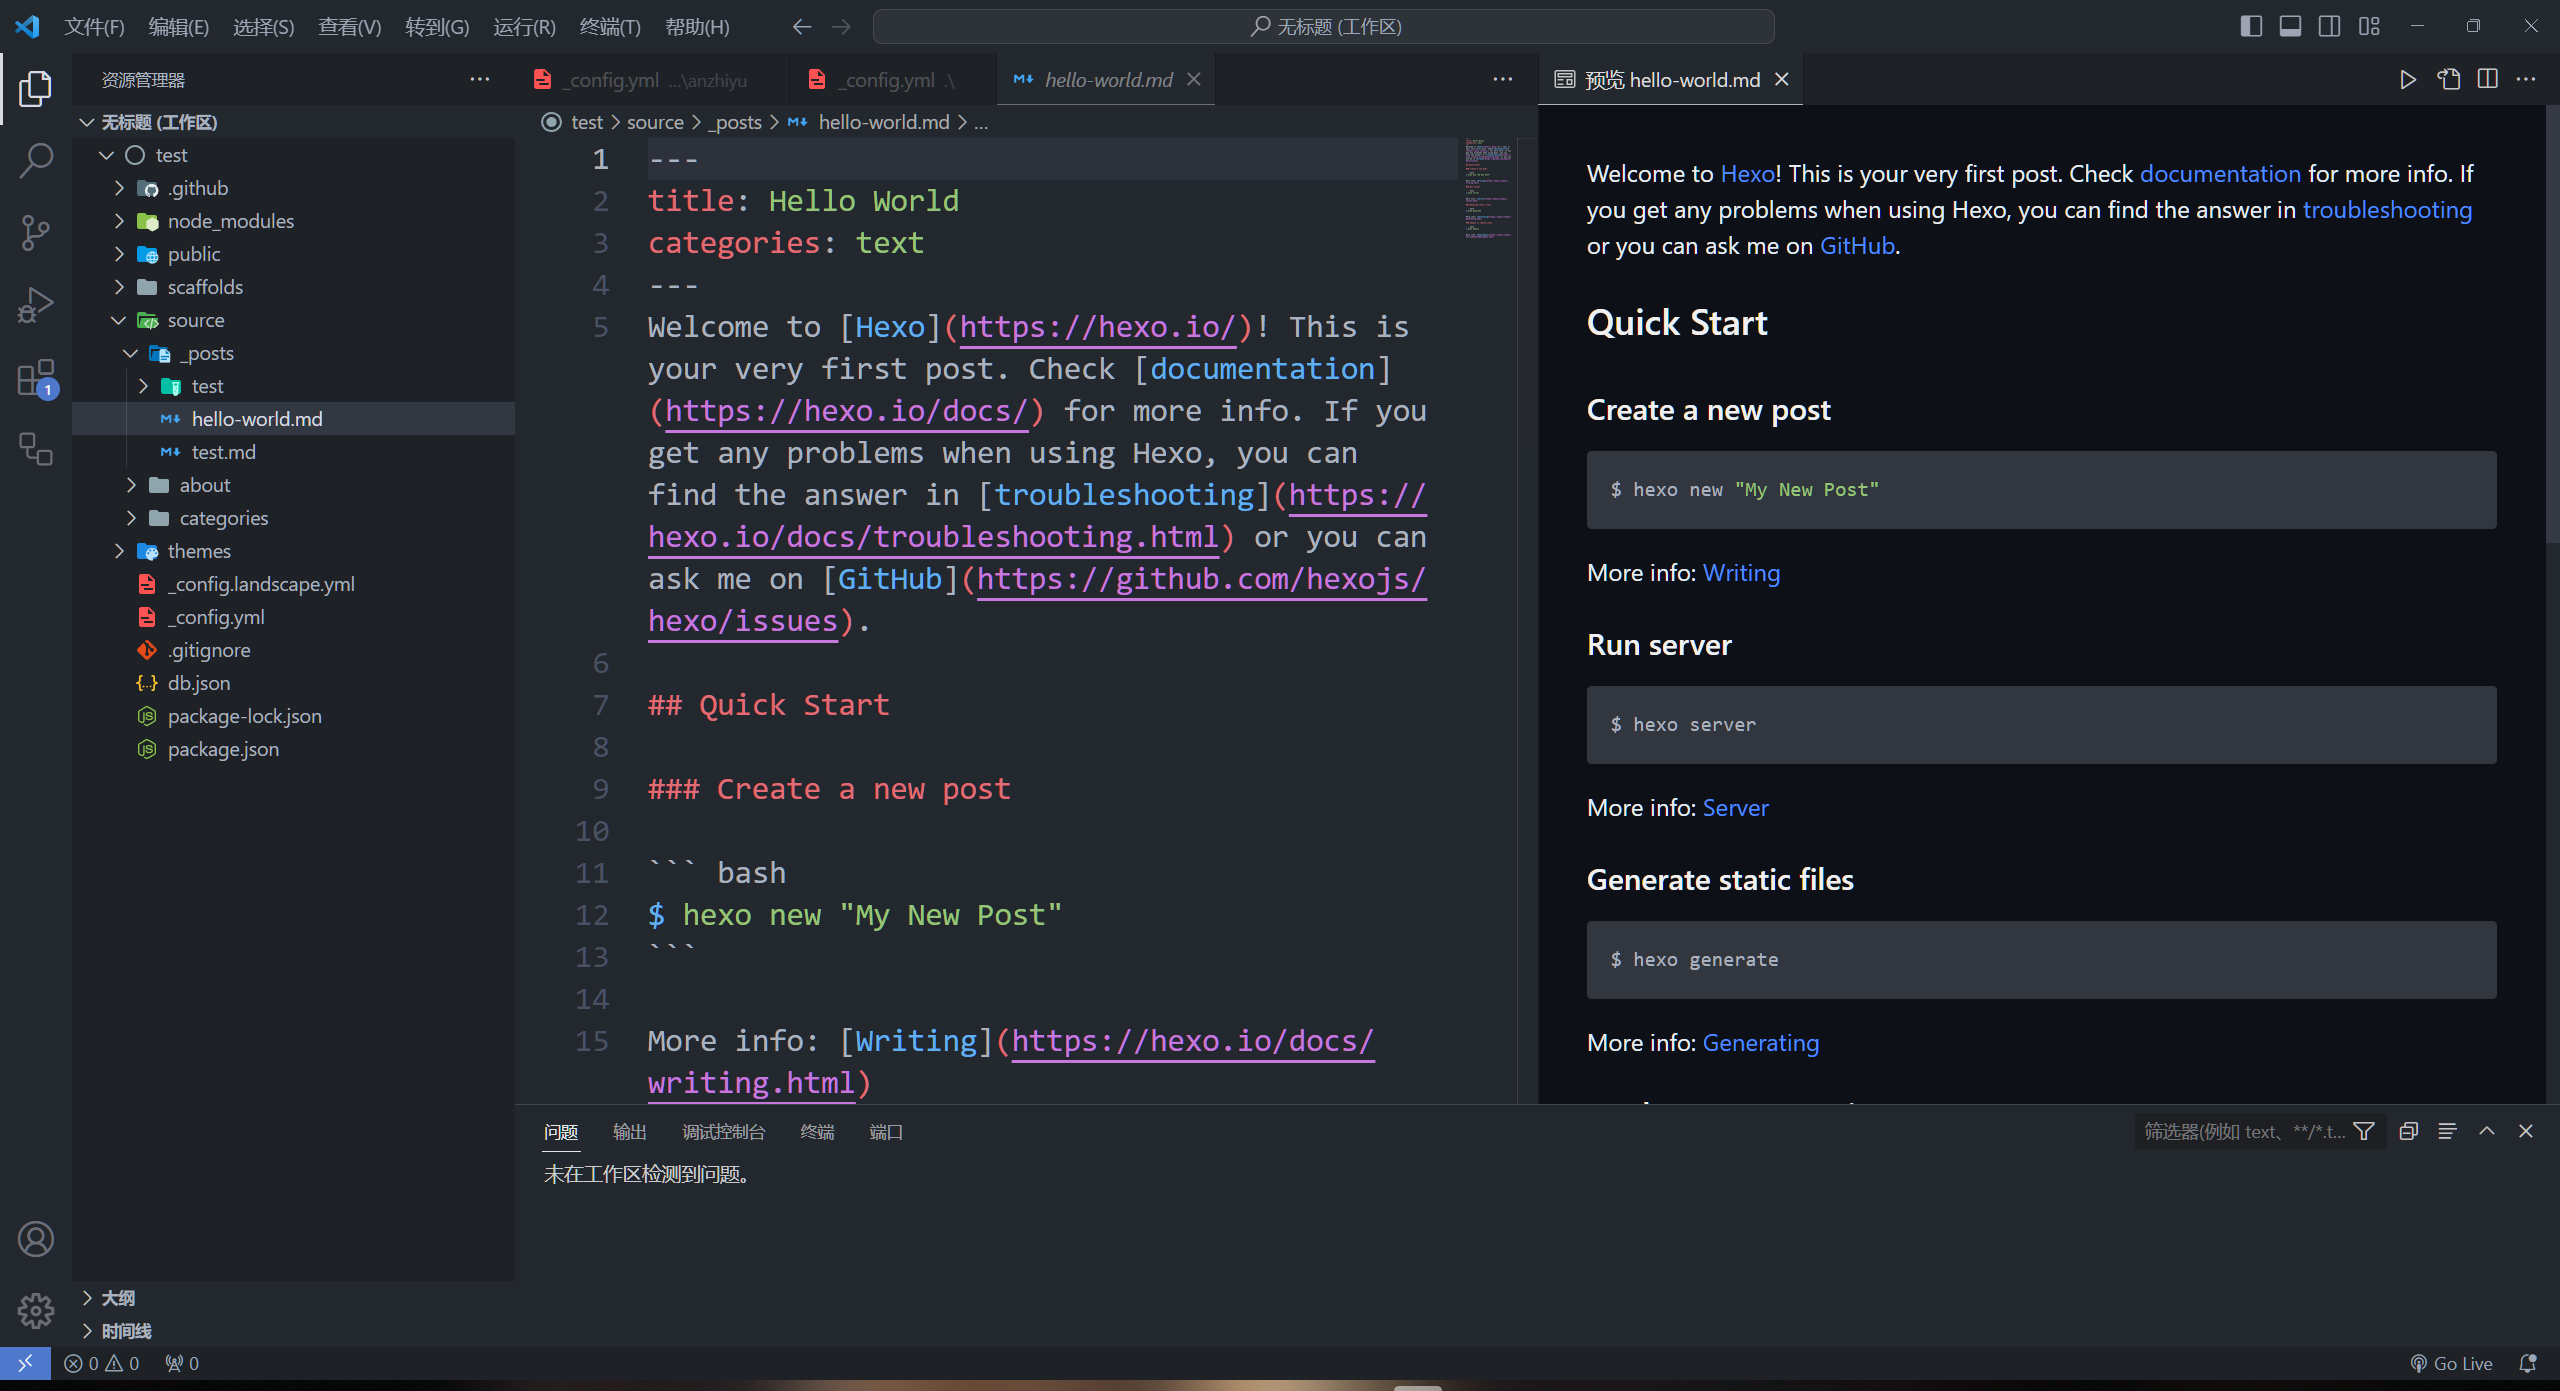 文件(F) 编辑(E) 选择(S) 查看(V) 转到(G) 运行(R) 终端(T) 帮助(H) 无标题 (工作区)
资源管理器
无标题 (工作区)
test
.github
node_modules
public
scaffolds
source
_posts
test
hello-world.md
test.md
about
categories
themes
_config.landscape.yml
_config.yml
.gitignore
db.json
package-lock.json
package.json
大纲
时间线
1
_config.yml ...\anzhiyu _config.yml .\ hello-world.md
test > source > _posts > hello-world.md > ...
1 ---
2 title: Hello World
3 categories: text
4 ---
5 Welcome to [Hexo](https://hexo.io/)! This is
your very first post. Check [documentation]
(https://hexo.io/docs/) for more info. If you
get any problems when using Hexo, you can
find the answer in [troubleshooting](https://
hexo.io/docs/troubleshooting.html) or you can
ask me on [GitHub](https://github.com/hexojs/
hexo/issues).
6
7 ## Quick Start
8
9 ### Create a new post
10
11 ``` bash
12 $ hexo new "My New Post"
13 ```
14
15 More info: [Writing](https://hexo.io/docs/
writing.html)
预览 hello-world.md
Welcome to Hexo! This is your very first post. Check documentation for more info. If
you get any problems when using Hexo, you can find the answer in troubleshooting
or you can ask me on GitHub.
Quick Start
Create a new post
$ hexo new "My New Post"
More info: Writing
Run server
$ hexo server
More info: Server
Generate static files
$ hexo generate
More info: Generating
问题 输出 调试控制台 终端 端口 筛选器(例如 text、**/*.t...
未在工作区检测到问题。
0 0 0 Go Live